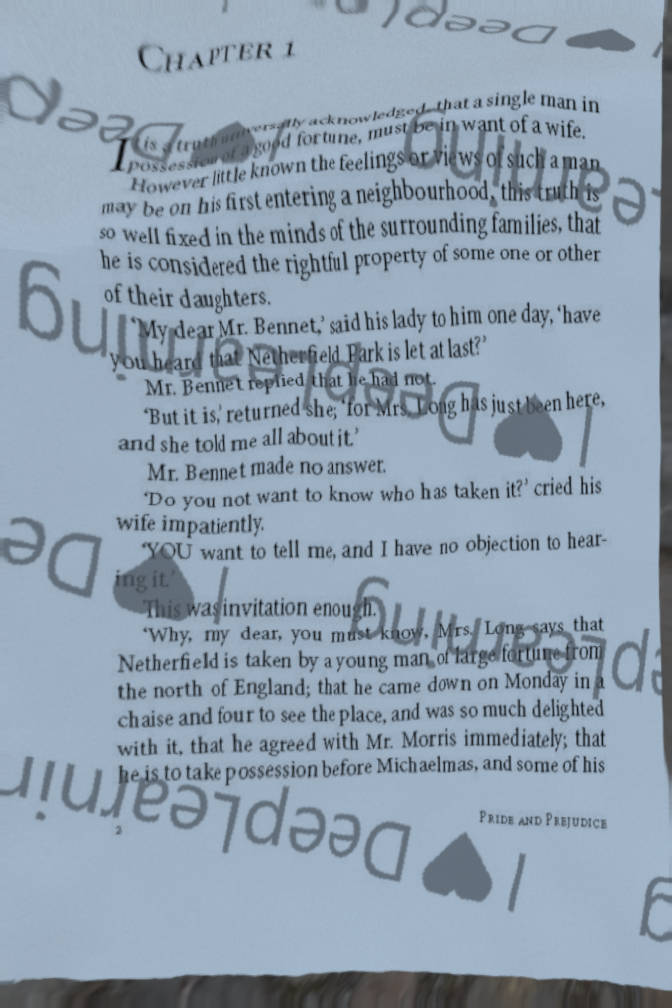 CHAPTER 1
It is a truth universally acknowledged, that a single man in
possession of a good fortune, must be in want of a wife.
However little known the feelings or views of such a man
may be on his first entering a neighbourhood, this truth is
so well fixed in the minds of the surrounding families, that
he is considered the rightful property of some one or other
of their daughters.
‘My dear Mr. Bennet,’ said his lady to him one day, ‘have
you heard that Netherfield Park is let at last?’
Mr. Bennet replied that he had not.
‘But it is,’ returned she; ‘for Mrs. Long has just been here,
and she told me all about it.’
Mr. Bennet made no answer.
‘Do you not want to know who has taken it?’ cried his
wife impatiently.
‘YOU want to tell me, and I have no objection to hear-
ing it.’
This was invitation enough.
‘Why, my dear, you must know, Mrs. Long says that
Netherfield is taken by a young man of large fortune from
the north of England; that he came down on Monday in a
chaise and four to see the place, and was so much delighted
with it, that he agreed with Mr. Morris immediately; that
he is to take possession before Michaelmas, and some of his
2
PRIDE AND PREJUDICE
I ♥ DeepLearning
I ♥ DeepLearning
I ♥ DeepLearning
I ♥ DeepLearning